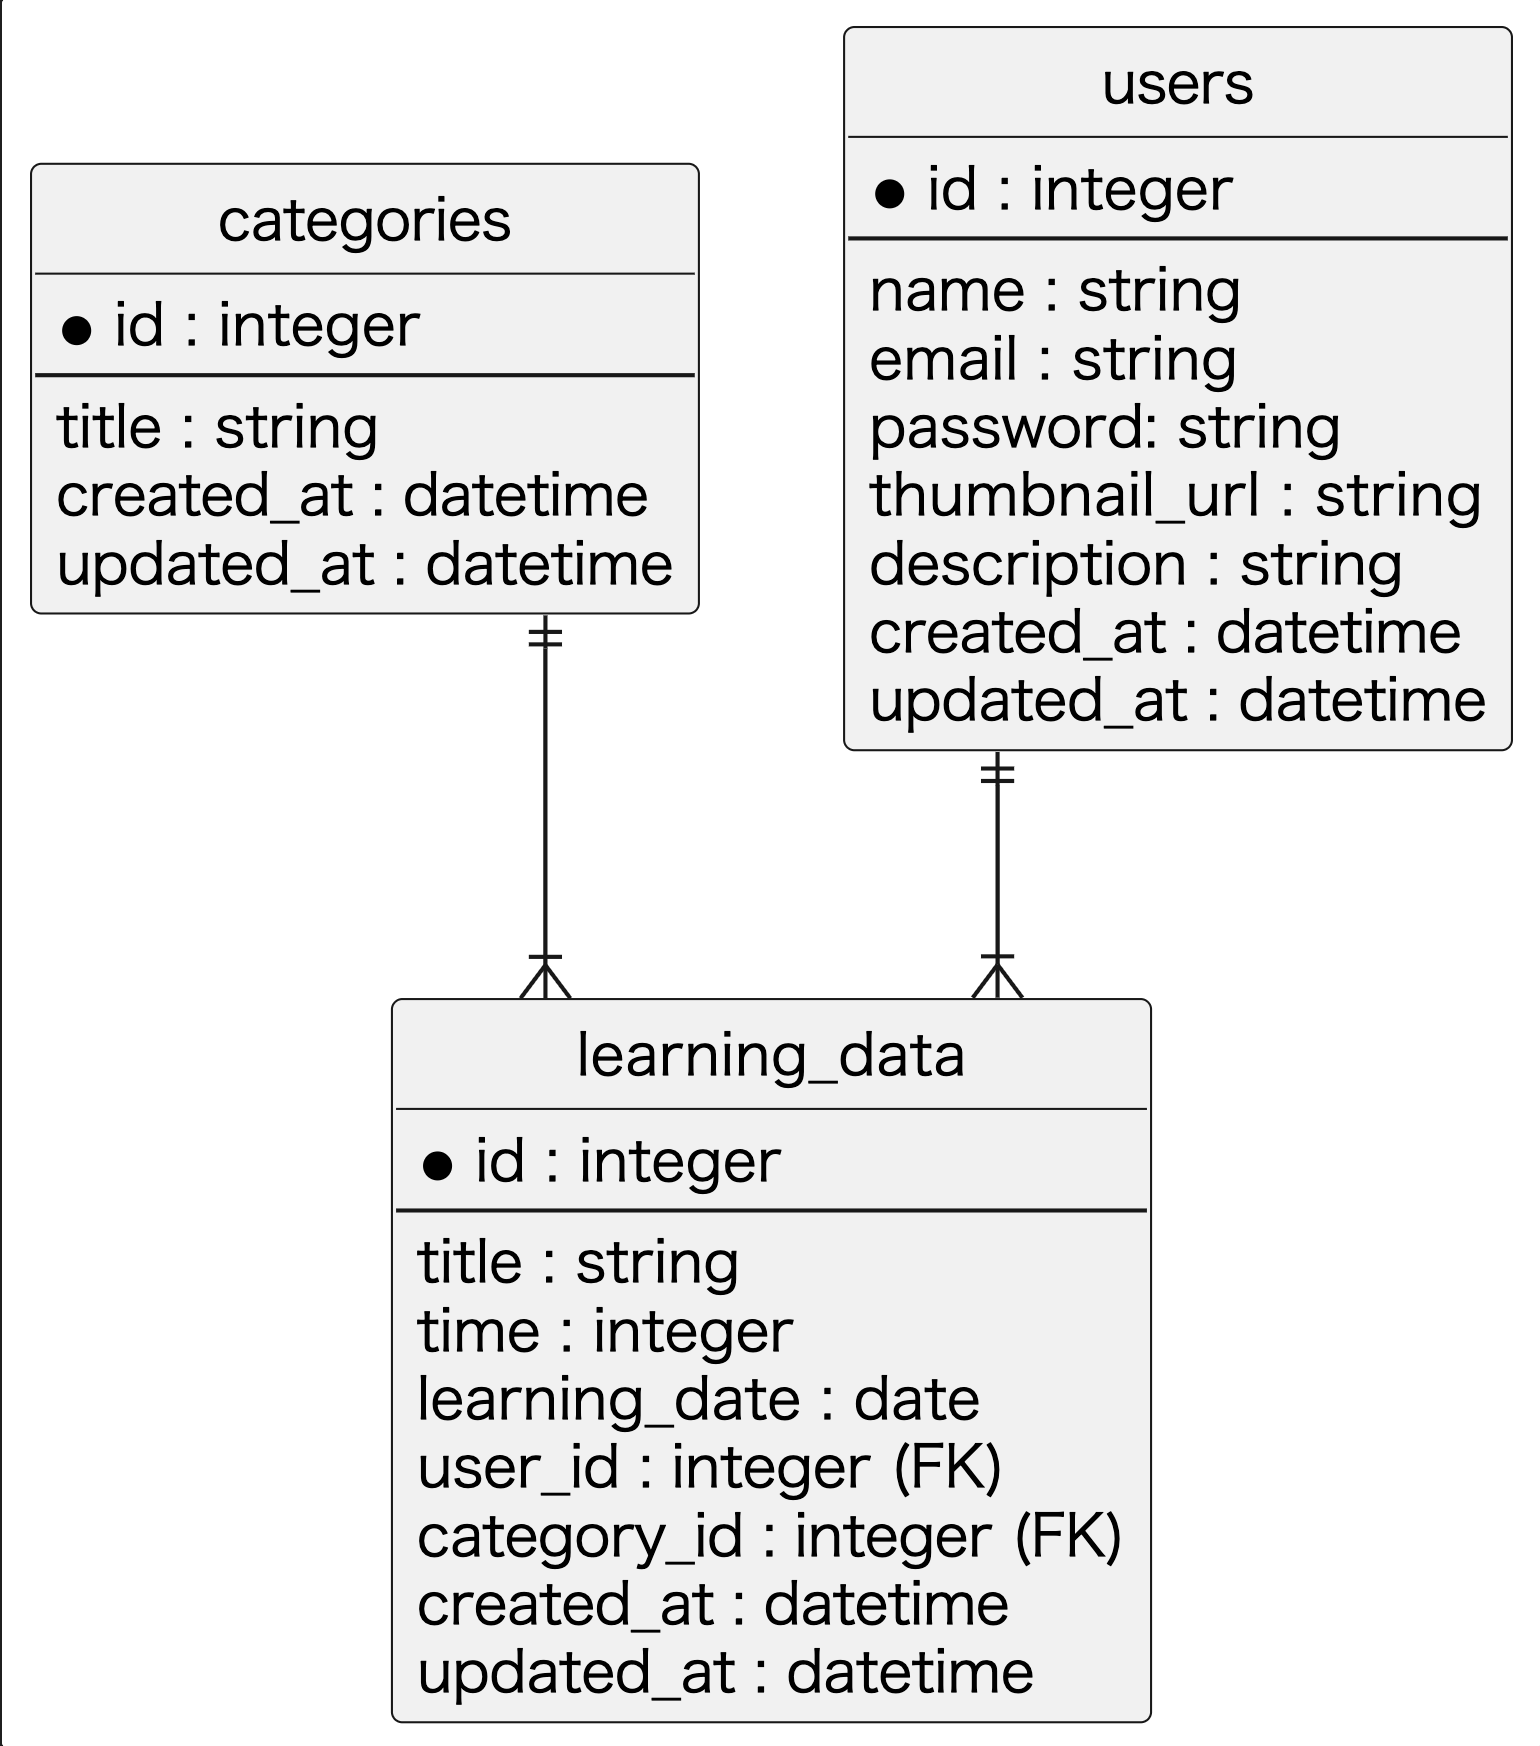 categories
id : integer
title : string
created_at : datetime
updated_at : datetime
users
id : integer
name : string
email : string
password: string
thumbnail_url : string
description : string
created_at : datetime
updated_at : datetime
learning_data
id : integer
title : string
time : integer
learning_date : date
user_id : integer (FK)
category_id : integer (FK)
created_at : datetime
updated_at : datetime